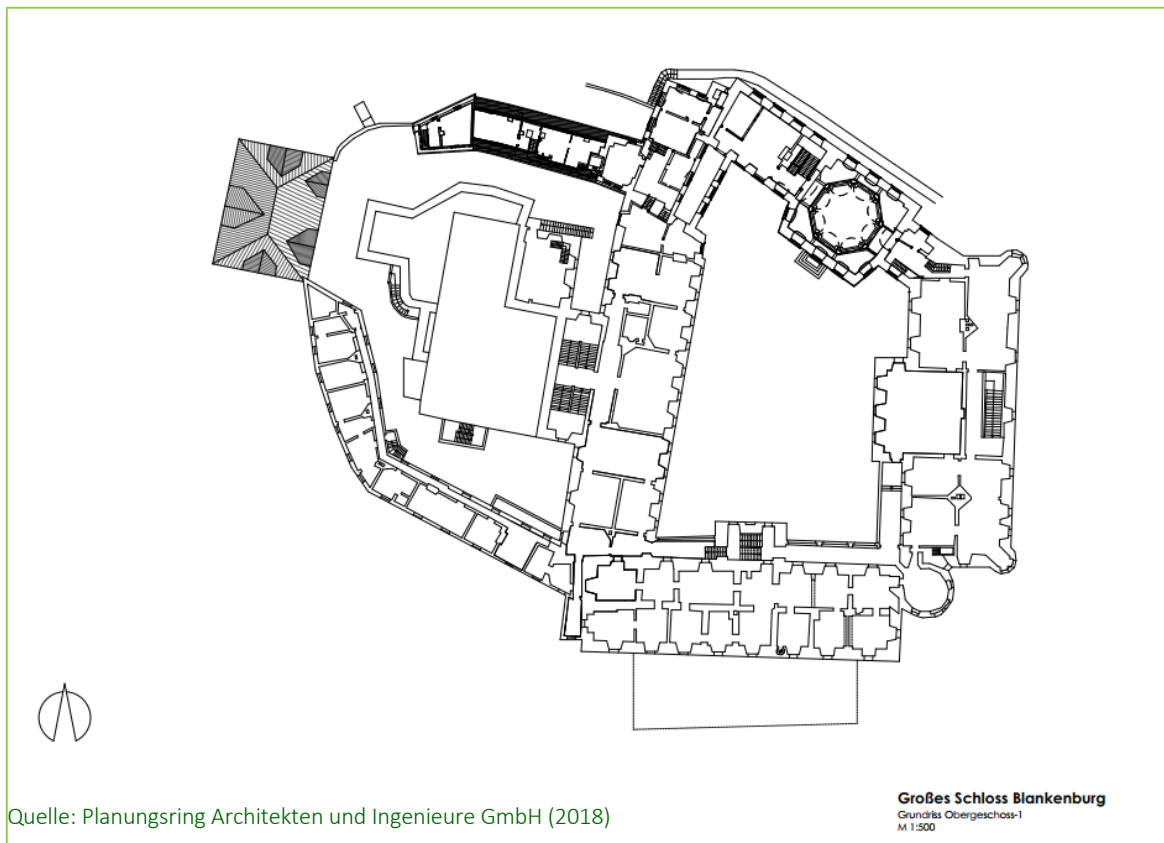 Quelle: Planungsring Architekten und Ingenieure GmbH (2018)
Großes Schloss Blankenburg
Grundriss Obergeschoss-1
M 1:500